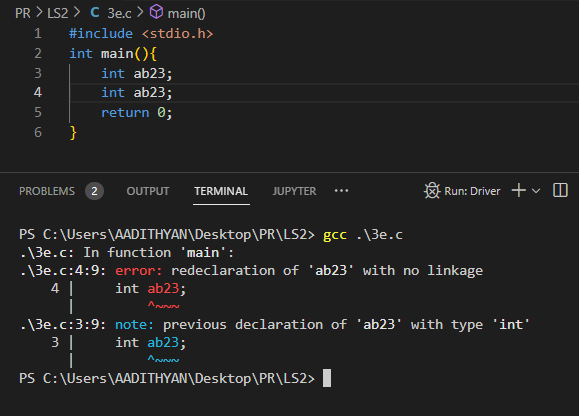 PR > LS2 > C 3e.c > main()
1 #include <stdio.h>
2 int main(){
3 int ab23;
4 int ab23;
5 return 0;
6 }
PROBLEMS 2 OUTPUT TERMINAL JUPYTER ... Run: Driver
PS C:\Users\AADITHYAN\Desktop\PR\LS2> gcc .\3e.c
.\3e.c: In function 'main':
.\3e.c:4:9: error: redeclaration of 'ab23' with no linkage
4 | int ab23;
| ^~~~
.\3e.c:3:9: note: previous declaration of 'ab23' with type 'int'
3 | int ab23;
| ^~~~
PS C:\Users\AADITHYAN\Desktop\PR\LS2>